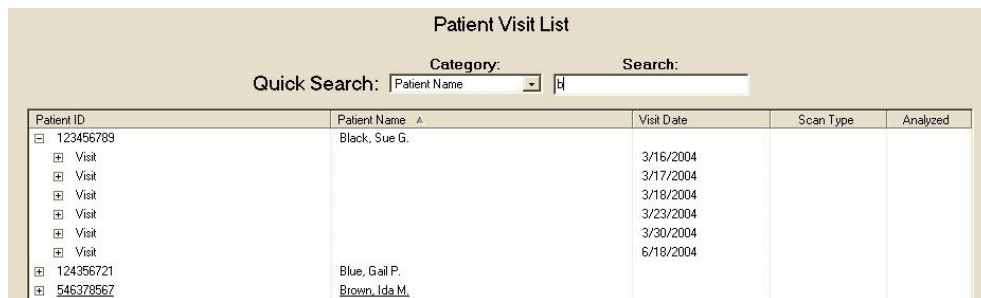 Patient Visit List
Category: Search:
Quick Search: Patient Name b
Patient ID Patient Name Visit Date Scan Type Analyzed
123456789 Black, Sue G.
Visit 3/16/2004
Visit 3/17/2004
Visit 3/18/2004
Visit 3/23/2004
Visit 3/30/2004
Visit 6/18/2004
124356721 Blue, Gail P.
546378567 Brown, Ida M.